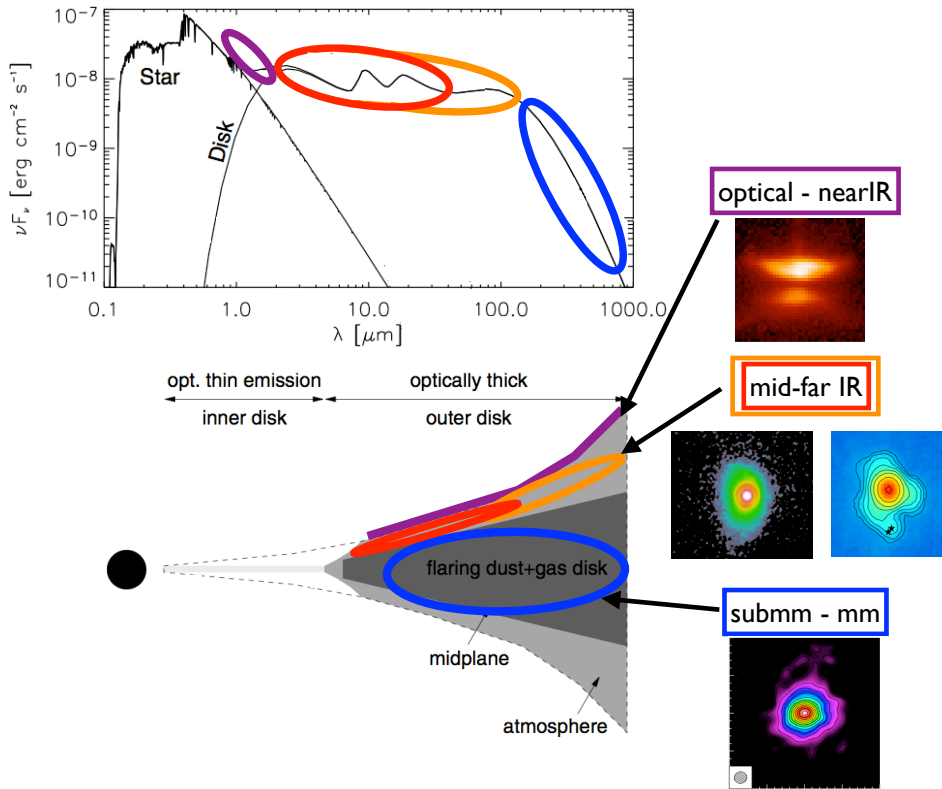 10⁻⁷
10⁻⁸
10⁻⁹
10⁻¹⁰
10⁻¹¹
νFᵥ [erg cm⁻² s⁻¹]
Star
Disk
0.1 1.0 10.0 100.0 1000.0
λ [μm]
optical - nearIR
opt. thin emission optically thick
inner disk outer disk
mid-far IR
flaring dust+gas disk
submm - mm
midplane
atmosphere